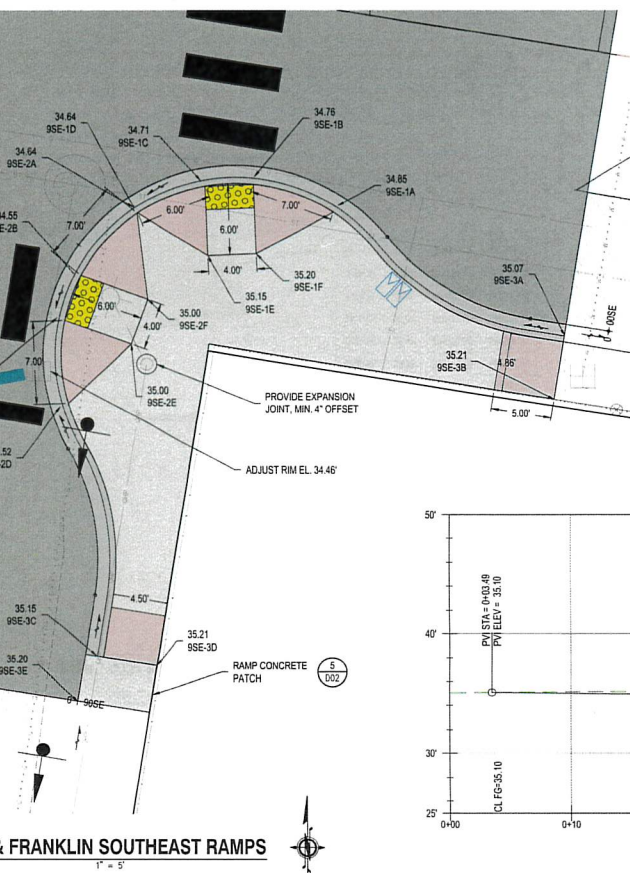 34.64
9SE-1D
34.76
9SE-1B
34.71
9SE-1C
34.64
9SE-2A
34.85
9SE-1A
6.00'
7.00'
7.00'
6.00'
4.00'
35.20
9SE-1F
35.15
9SE-1E
6.00'
4.00'
35.00
9SE-2F
35.07
9SE-3A
0+00SE
7.00'
35.21
9SE-3B
4.86'
5.00'
35.00
9SE-2E
PROVIDE EXPANSION
JOINT, MIN. 4" OFFSET
ADJUST RIM EL. 34.46'
4.50'
35.15
9SE-3C
35.21
9SE-3D
35.20
9SE-3E
RAMP CONCRETE
PATCH
5
D02
50'
40'
30'
25'
PVI STA = 0+03.49
PVI ELEV = 35.10
CL FG=35.10
0+00
0+10
& FRANKLIN SOUTHEAST RAMPS
1" = 5'